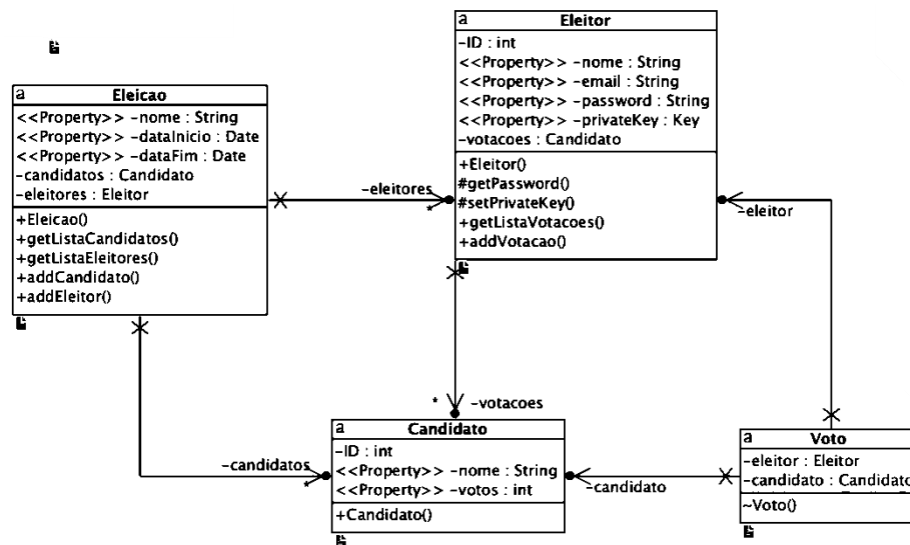 a
Eleitor
-ID : int
<<Property>> -nome : String
<<Property>> -email : String
<<Property>> -password : String
<<Property>> -privateKey : Key
-votacoes : Candidato
+Eleitor()
#getPassword()
#setPrivateKey()
+getListaVotacoes()
+addVotacao()
a
Eleicao
<<Property>> -nome : String
<<Property>> -dataInicio : Date
<<Property>> -dataFim : Date
-candidatos : Candidato
-eleitores : Eleitor
+Eleicao()
+getListaCandidatos()
+getListaEleitores()
+addCandidato()
+addEleitor()
-eleitores
*
-eleitor
* -votacoes
a
Candidato
-ID : int
<<Property>> -nome : String
<<Property>> -votos : int
+Candidato()
-candidatos
*
-candidato
a
Voto
-eleitor : Eleitor
-candidato : Candidato
~Voto()